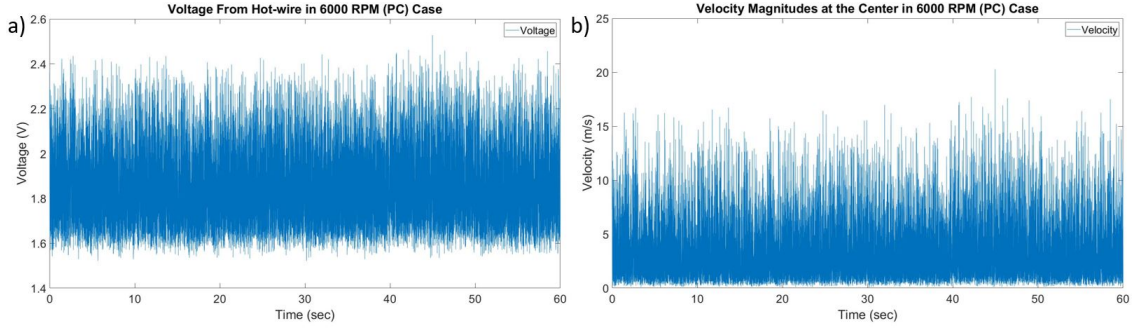 a)
Voltage From Hot-wire in 6000 RPM (PC) Case
Voltage
2.6
2.4
2.2
2
1.8
1.6
1.4
Voltage (V)
0 10 20 30 40 50 60
Time (sec)
b)
Velocity Magnitudes at the Center in 6000 RPM (PC) Case
Velocity
25
20
15
10
5
0
Velocity (m/s)
0 10 20 30 40 50 60
Time (sec)